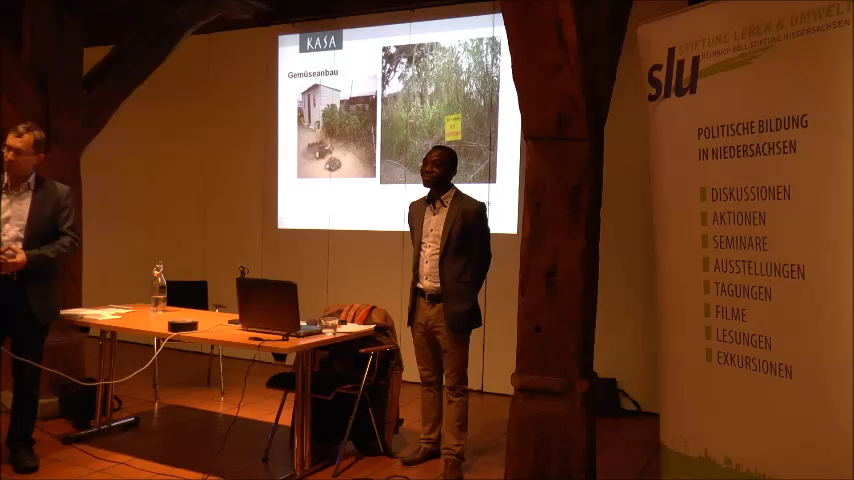 KASA
Gemüseanbau
slu
STIFTUNG LEBEN & UMWELT
HEINRICH BÖLL STIFTUNG NIEDERSACHSEN
POLITISCHE BILDUNG
IN NIEDERSACHSEN
DISKUSSIONEN
AKTIONEN
SEMINARE
AUSSTELLUNGEN
TAGUNGEN
FILME
LESUNGEN
EXKURSIONEN